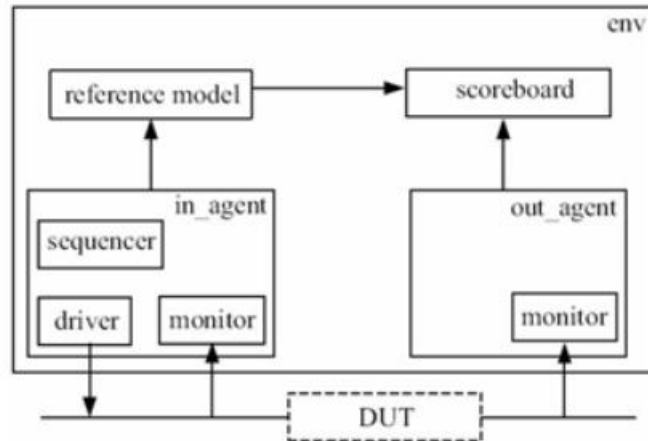 env
reference model
scoreboard
in_agent
out_agent
sequencer
driver
monitor
monitor
DUT